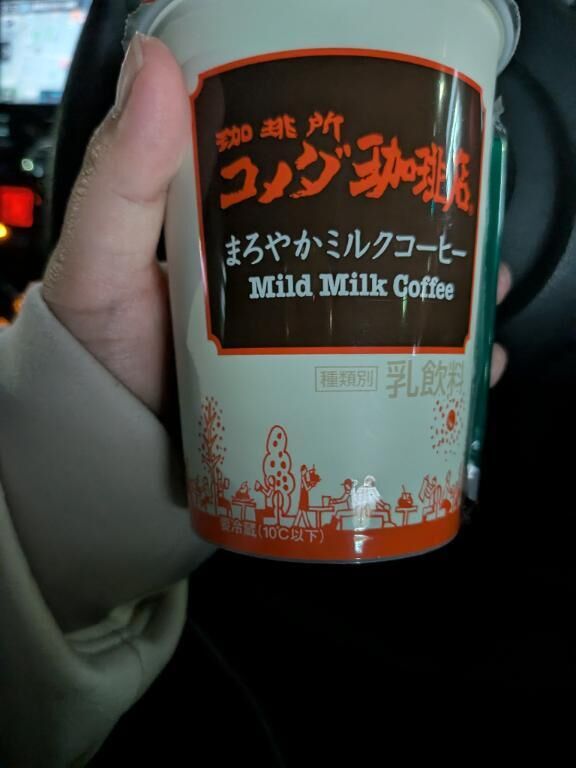 珈琲所
コメダ珈琲店®
まろやかミルクコーヒー
Mild Milk Coffee
種類別 乳飲料
要冷蔵(10℃以下)